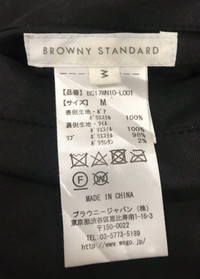 BROWNY STANDARD
M
【品番】 BG17WN10-L001
【サイズ】 M
表側生地・ボア
ポリエステル 100%
裏側生地・フィル
ポリエステル 100%
リブ ポリエステル 98%
ポリウレタン 2%
MADE IN CHINA
ブラウニージャパン(株)
東京都渋谷区恵比寿南1-16-3
TEL 03-5773-5189
http://www.wego.jp/